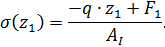 σ(z₁) = (−q · z₁ + F₁) / A_I.